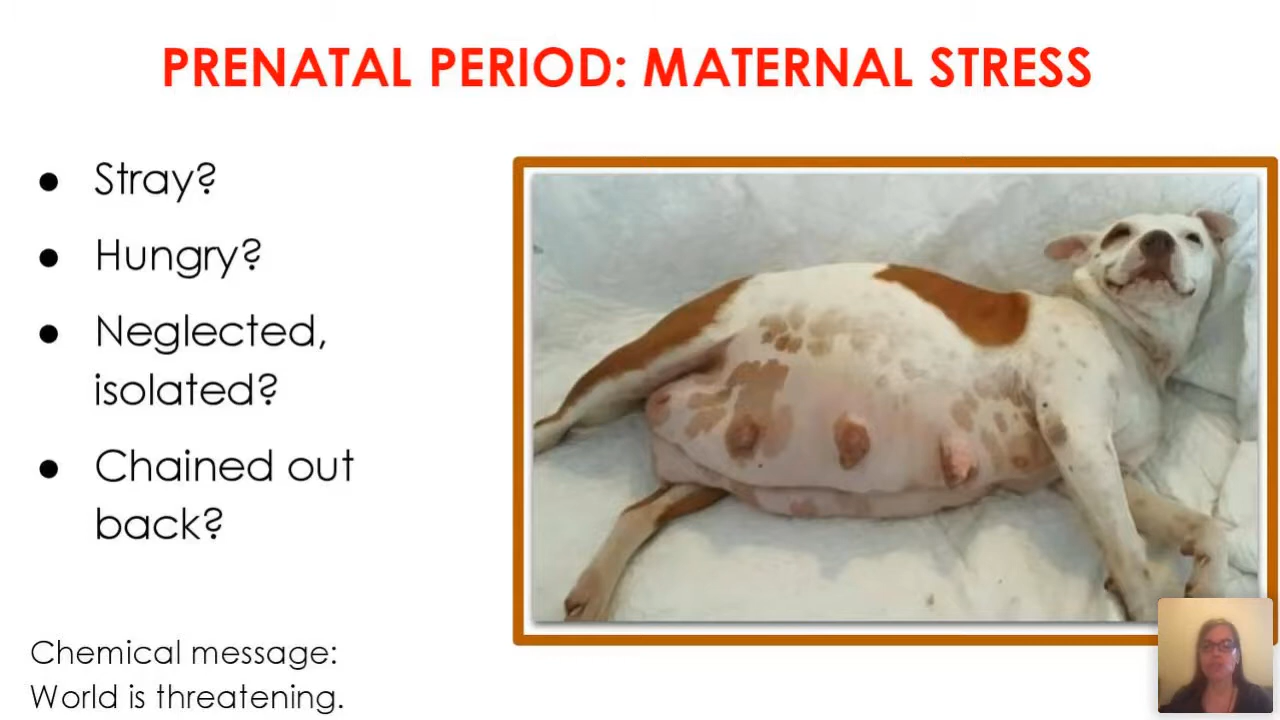 PRENATAL PERIOD: MATERNAL STRESS
● Stray?
● Hungry?
● Neglected,
isolated?
● Chained out
back?
Chemical message:
World is threatening.